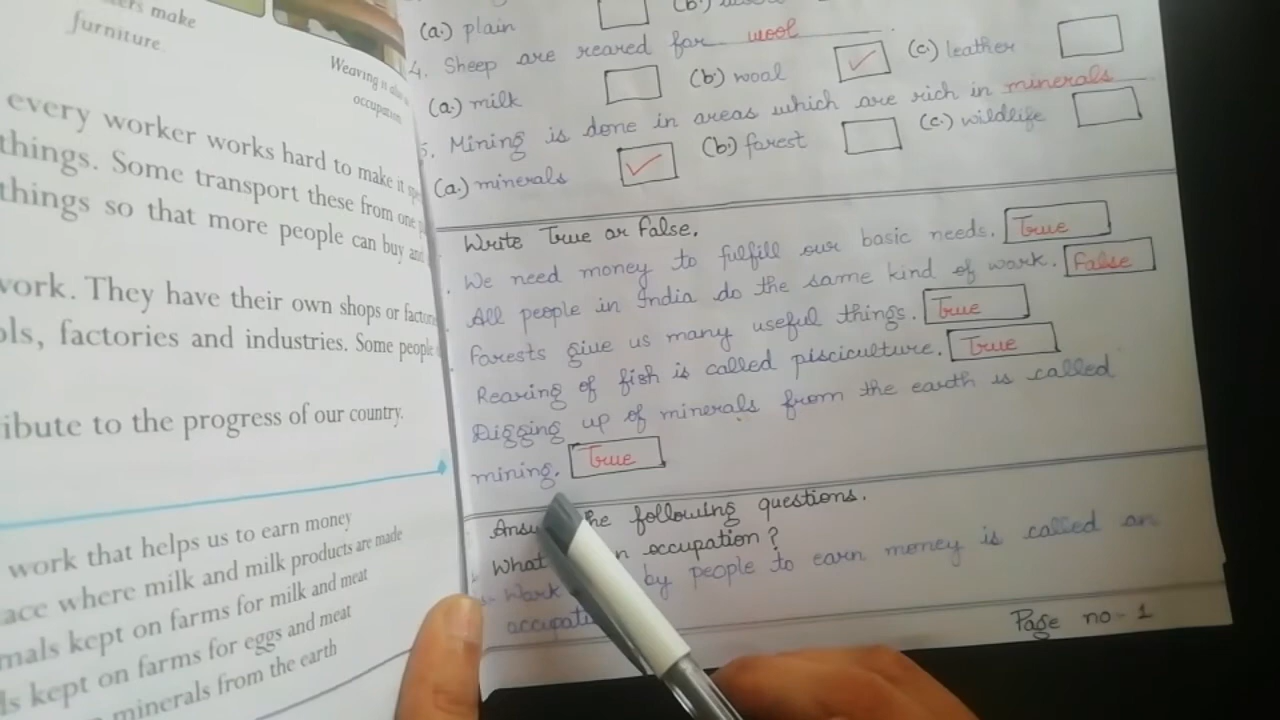 make
furniture.
Weaving is also
occupation
every worker works hard to make it
things. Some transport these from one
things so that more people can buy and
work. They have their own shops or
factories and industries. Some people
to the progress of our country.
work that helps us to earn money
where milk and milk products are made
kept on farms for milk and meat
kept on farms for eggs and meat
minerals from the earth
(a.) plain
(b.)
4. Sheep are reared for wool
(a.) milk
(b.) woal
(c.) leather
5. Mining is done in areas which are rich in minerals
(a.) minerals
(b.) forest
(c.) wildlife
Write True or False.
We need money to fulfill our basic needs. True
All people in India do the same kind of work. False
Forests give us many useful things. True
Rearing of fish is called pisciculture. True
Digging up of minerals from the earth is called
mining. True
the following questions.
What occupation?
Work by people to earn money is called an
Page no - 1